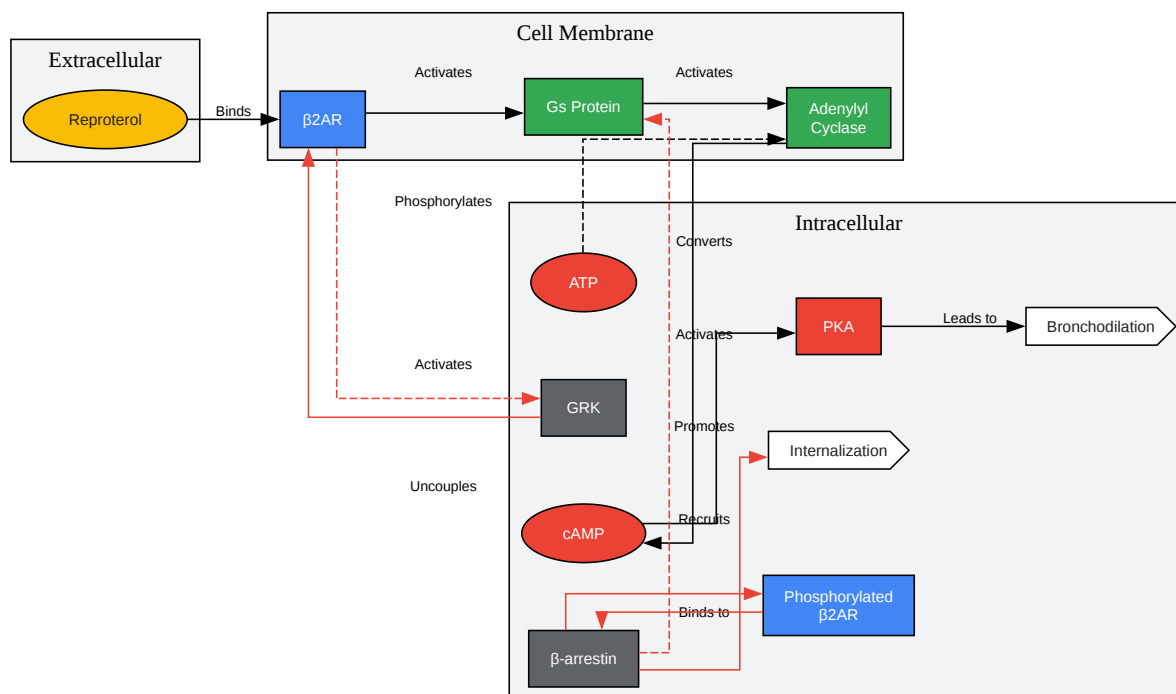 Cell Membrane
Extracellular
Activates
Activates
Reproterol
Binds
β2AR
Gs Protein
Adenylyl
Cyclase
Phosphorylates
Intracellular
Converts
ATP
Activates
PKA
Leads to
Bronchodilation
Activates
GRK
Promotes
Internalization
Uncouples
cAMP
Recruits
Phosphorylated
β2AR
Binds to
β-arrestin